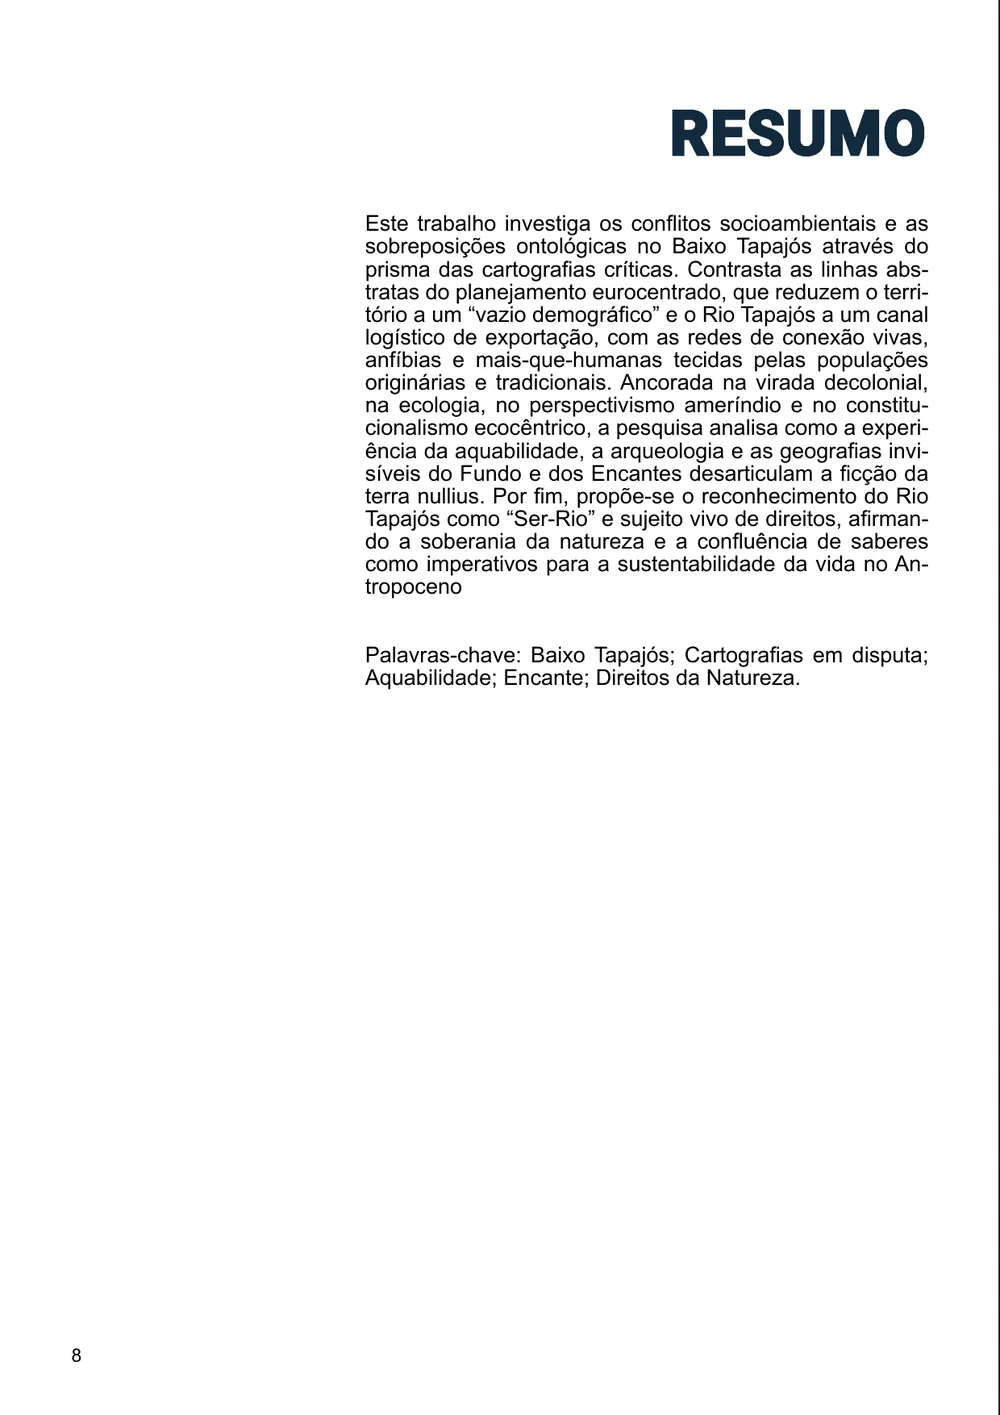 RESUMO
Este trabalho investiga os conflitos socioambientais e as
sobreposições ontológicas no Baixo Tapajós através do
prisma das cartografias críticas. Contrasta as linhas abs-
tratas do planejamento eurocentrado, que reduzem o terri-
tório a um “vazio demográfico” e o Rio Tapajós a um canal
logístico de exportação, com as redes de conexão vivas,
anfíbias e mais-que-humanas tecidas pelas populações
originárias e tradicionais. Ancorada na virada decolonial,
na ecologia, no perspectivismo ameríndio e no constitu-
cionalismo ecocêntrico, a pesquisa analisa como a experi-
ência da aquabilidade, a arqueologia e as geografias invi-
síveis do Fundo e dos Encantes desarticulam a ficção da
terra nullius. Por fim, propõe-se o reconhecimento do Rio
Tapajós como “Ser-Rio” e sujeito vivo de direitos, afirman-
do a soberania da natureza e a confluência de saberes
como imperativos para a sustentabilidade da vida no An-
tropoceno
Palavras-chave: Baixo Tapajós; Cartografias em disputa;
Aquabilidade; Encante; Direitos da Natureza.
8